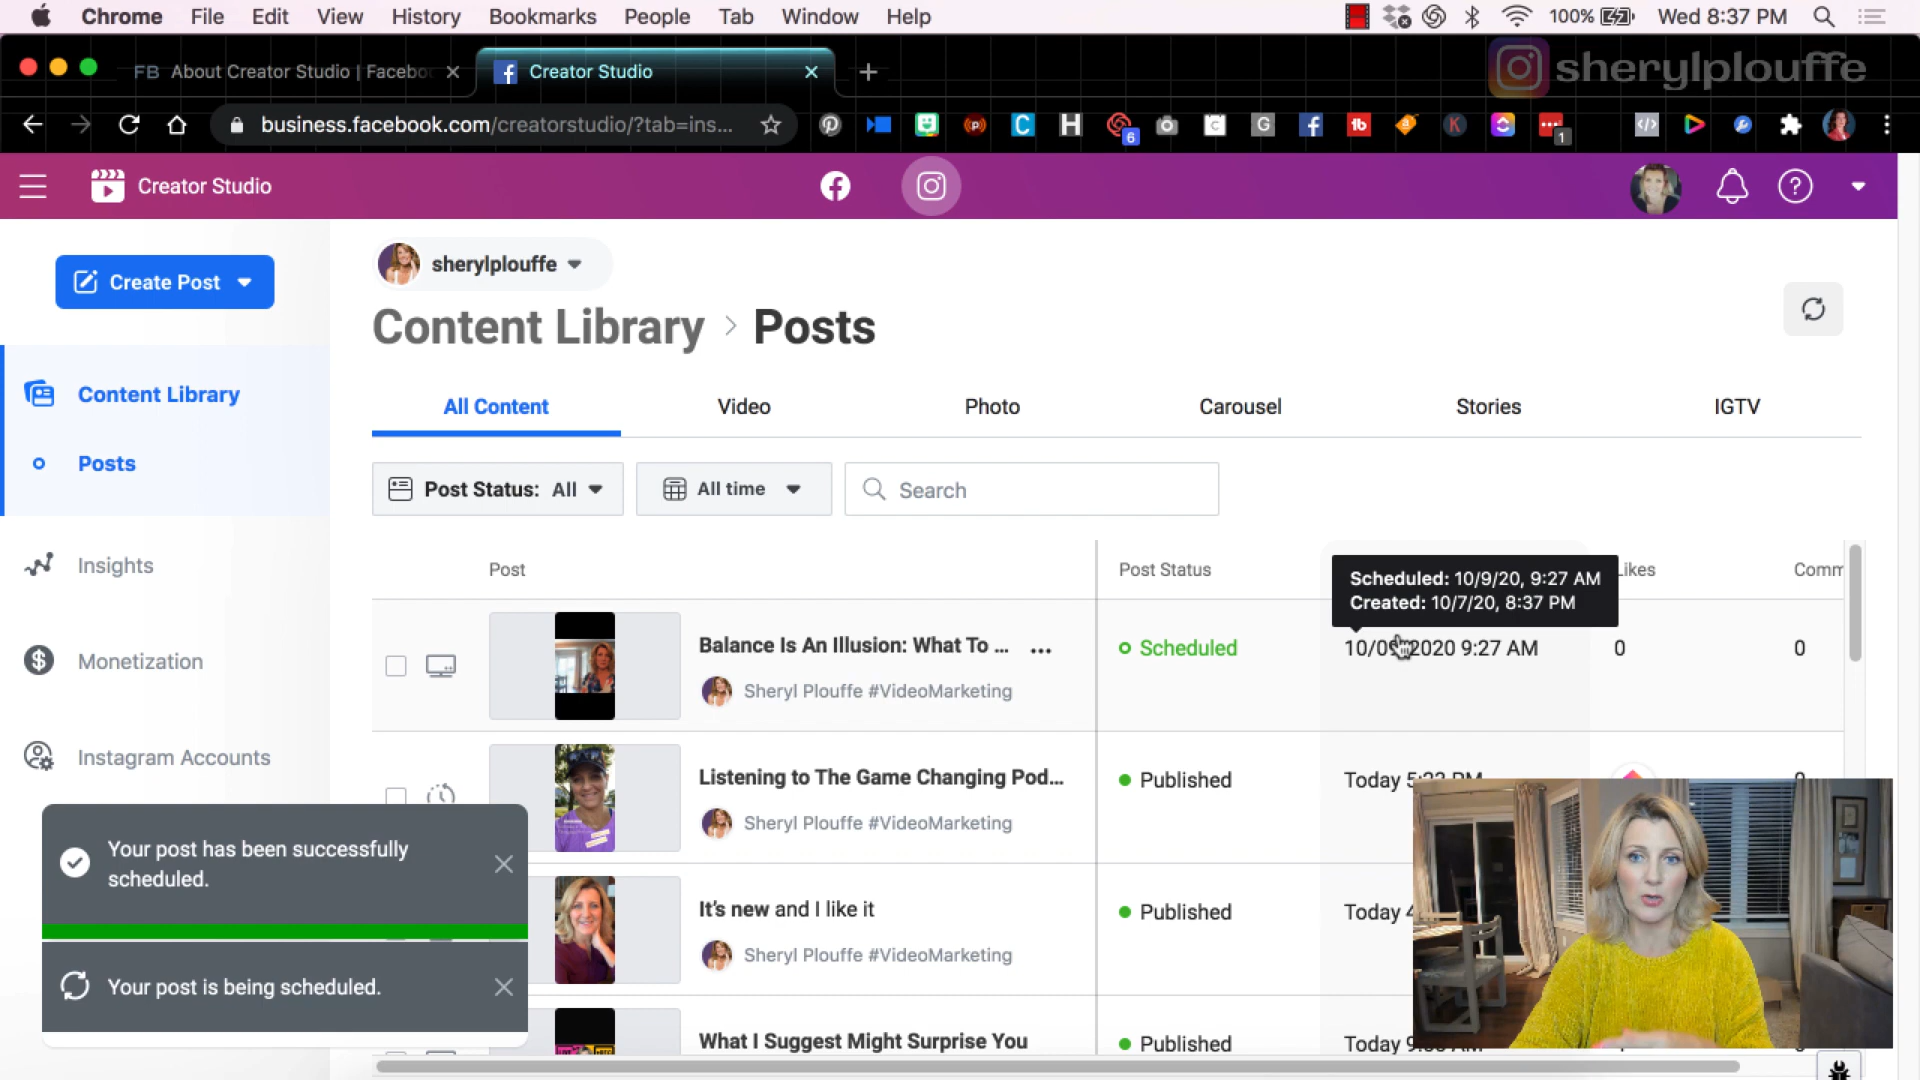 Chrome File Edit View History Bookmarks People Tab Window Help 100% Wed 8:37 PM
FB About Creator Studio | Facebo Creator Studio sherylplouffe
business.facebook.com/creatorstudio/?tab=ins...
6 1
Creator Studio
Create Post
Content Library
Posts
Insights
Monetization
Instagram Accounts
sherylplouffe
Content Library > Posts
All Content Video Photo Carousel Stories IGTV
Post Status: All All time Search
Post Post Status Likes Comm
Scheduled: 10/9/20, 9:27 AM
Created: 10/7/20, 8:37 PM
Balance Is An Illusion: What To ... ... Scheduled 10/09/2020 9:27 AM 0 0
Sheryl Plouffe #VideoMarketing
Listening to The Game Changing Pod... Published Today
Sheryl Plouffe #VideoMarketing
It's new and I like it Published Today
Sheryl Plouffe #VideoMarketing
What I Suggest Might Surprise You Published Today
Your post has been successfully
scheduled.
Your post is being scheduled.